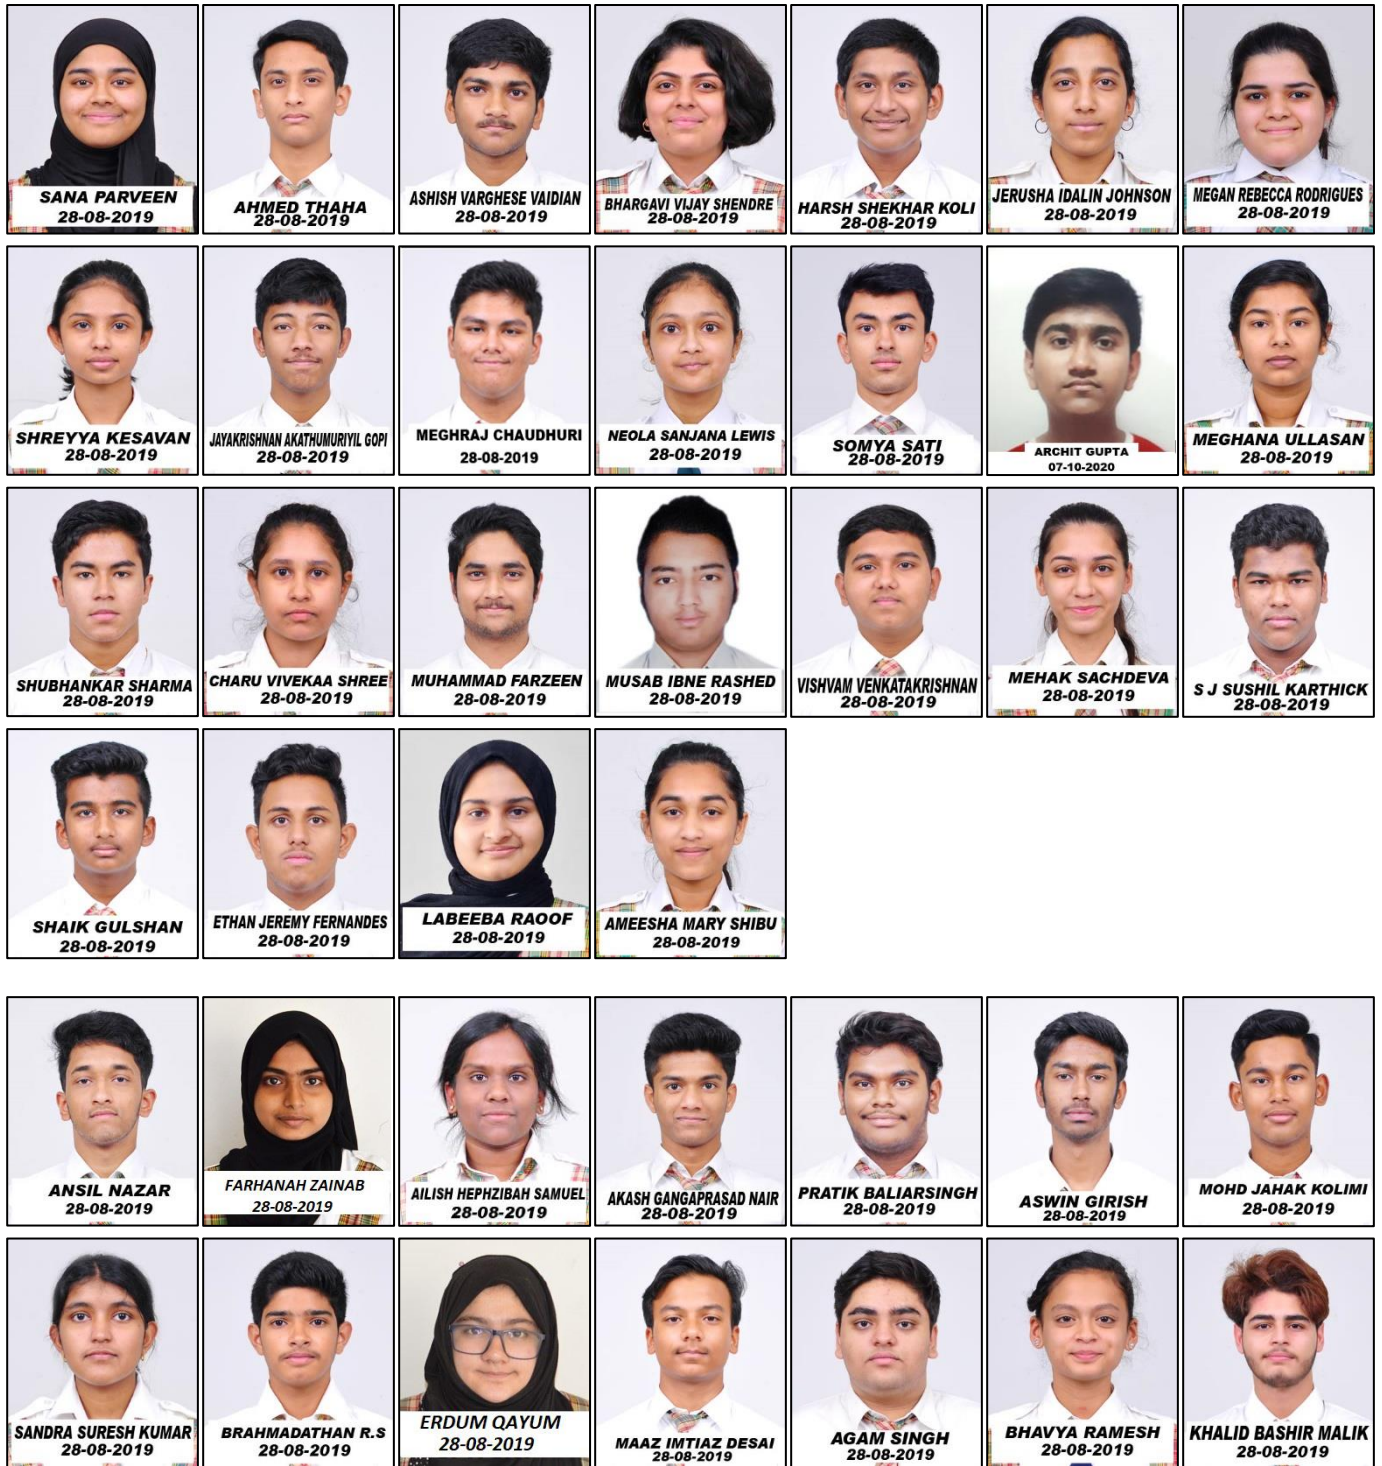 SANA PARVEEN
28-08-2019
AHMED THAHA
28-08-2019
ASHISH VARGHESE VAIDIAN
28-08-2019
BHARGAVI VIJAY SHENDRE
28-08-2019
HARSH SHEKHAR KOLI
28-08-2019
JERUSHA IDALIN JOHNSON
28-08-2019
MEGAN REBECCA RODRIGUES
28-08-2019
SHREYYA KESAVAN
28-08-2019
JAYAKRISHNAN AKATHUMURIYIL GOPI
28-08-2019
MEGHRAJ CHAUDHURI
28-08-2019
NEOLA SANJANA LEWIS
28-08-2019
SOMYA SATI
28-08-2019
ARCHIT GUPTA
07-10-2020
MEGHANA ULLASAN
28-08-2019
SHUBHANKAR SHARMA
28-08-2019
CHARU VIVEKAA SHREE
28-08-2019
MUHAMMAD FARZEEN
28-08-2019
MUSAB IBNE RASHED
28-08-2019
VISHVAM VENKATAKRISHNAN
28-08-2019
MEHAK SACHDEVA
28-08-2019
S J SUSHIL KARTHICK
28-08-2019
SHAIK GULSHAN
28-08-2019
ETHAN JEREMY FERNANDES
28-08-2019
LABEEBA RAOOF
28-08-2019
AMEESHA MARY SHIBU
28-08-2019
ANSIL NAZAR
28-08-2019
FARHANAH ZAINAB
28-08-2019
AILISH HEPHZIBAH SAMUEL
28-08-2019
AKASH GANGAPRASAD NAIR
28-08-2019
PRATIK BALIARSINGH
28-08-2019
ASWIN GIRISH
28-08-2019
MOHD JAHAK KOLIMI
28-08-2019
SANDRA SURESH KUMAR
28-08-2019
BRAHMADATHAN R.S
28-08-2019
ERDUM QAYUM
28-08-2019
MAAZ IMTIAZ DESAI
28-08-2019
AGAM SINGH
28-08-2019
BHAVYA RAMESH
28-08-2019
KHALID BASHIR MALIK
28-08-2019